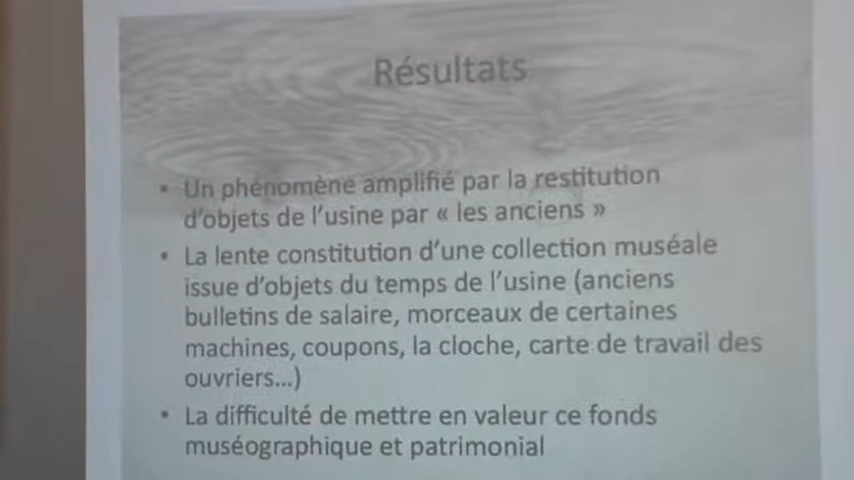 Résultats
• Un phénomène amplifié par la restitution
d'objets de l'usine par « les anciens »
• La lente constitution d'une collection muséale
issue d'objets du temps de l'usine (anciens
bulletins de salaire, morceaux de certaines
machines, coupons, la cloche, carte de travail des
ouvriers...)
• La difficulté de mettre en valeur ce fonds
muséographique et patrimonial